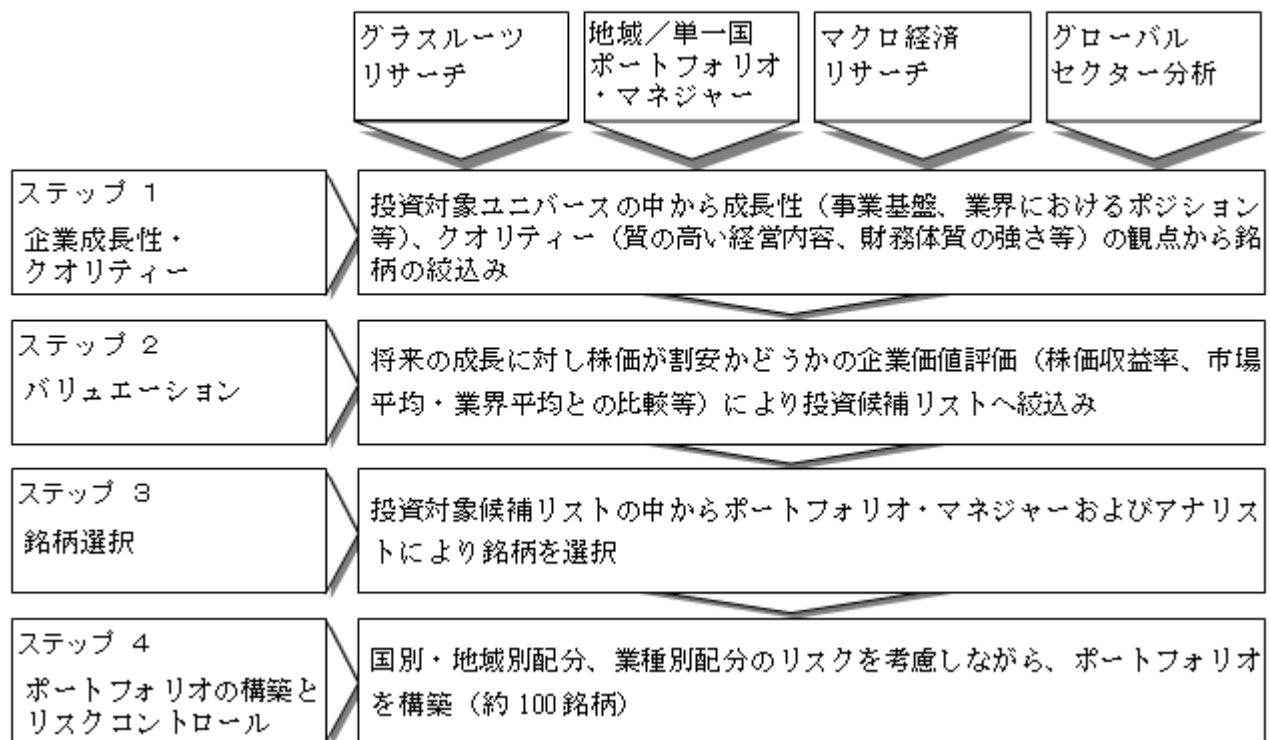 グラスルーツ
リサーチ
地域／単一国
ポートフォリオ
・マネジャー
マクロ経済
リサーチ
グローバル
セクター分析
ステップ 1
企業成長性・
クオリティー
投資対象ユニバースの中から成長性（事業基盤、業界におけるポジション
等）、クオリティー（質の高い経営内容、財務体質の強さ等）の観点から銘
柄の絞込み
ステップ 2
バリュエーション
将来の成長に対し株価が割安かどうかの企業価値評価（株価収益率、市場
平均・業界平均との比較等）により投資候補リストへ絞込み
ステップ 3
銘柄選択
投資対象候補リストの中からポートフォリオ・マネジャーおよびアナリス
トにより銘柄を選択
ステップ 4
ポートフォリオの構築と
リスクコントロール
国別・地域別配分、業種別配分のリスクを考慮しながら、ポートフォリオ
を構築（約 100 銘柄）